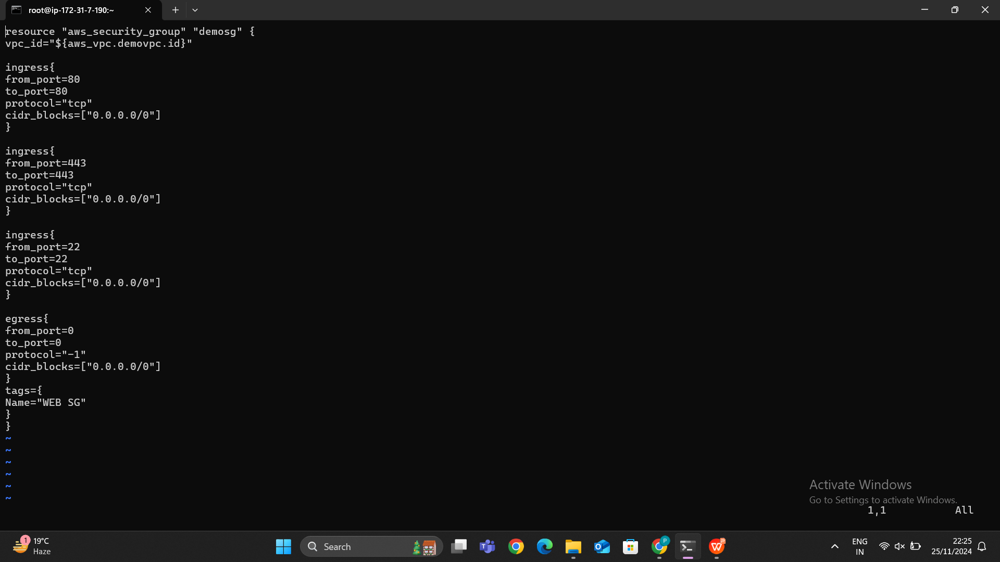 root@ip-172-31-7-190:~
resource "aws_security_group" "demosg" {
vpc_id="${aws_vpc.demovpc.id}"
ingress{
from_port=80
to_port=80
protocol="tcp"
cidr_blocks=["0.0.0.0/0"]
}
ingress{
from_port=443
to_port=443
protocol="tcp"
cidr_blocks=["0.0.0.0/0"]
}
ingress{
from_port=22
to_port=22
protocol="tcp"
cidr_blocks=["0.0.0.0/0"]
}
egress{
from_port=0
to_port=0
protocol="-1"
cidr_blocks=["0.0.0.0/0"]
}
tags={
Name="WEB SG"
}
}
~
~
~
~
~
~
Activate Windows
Go to Settings to activate Windows.
1,1 All
1
19°C
Haze
Search
P
ENG
IN
22:25
25/11/2024